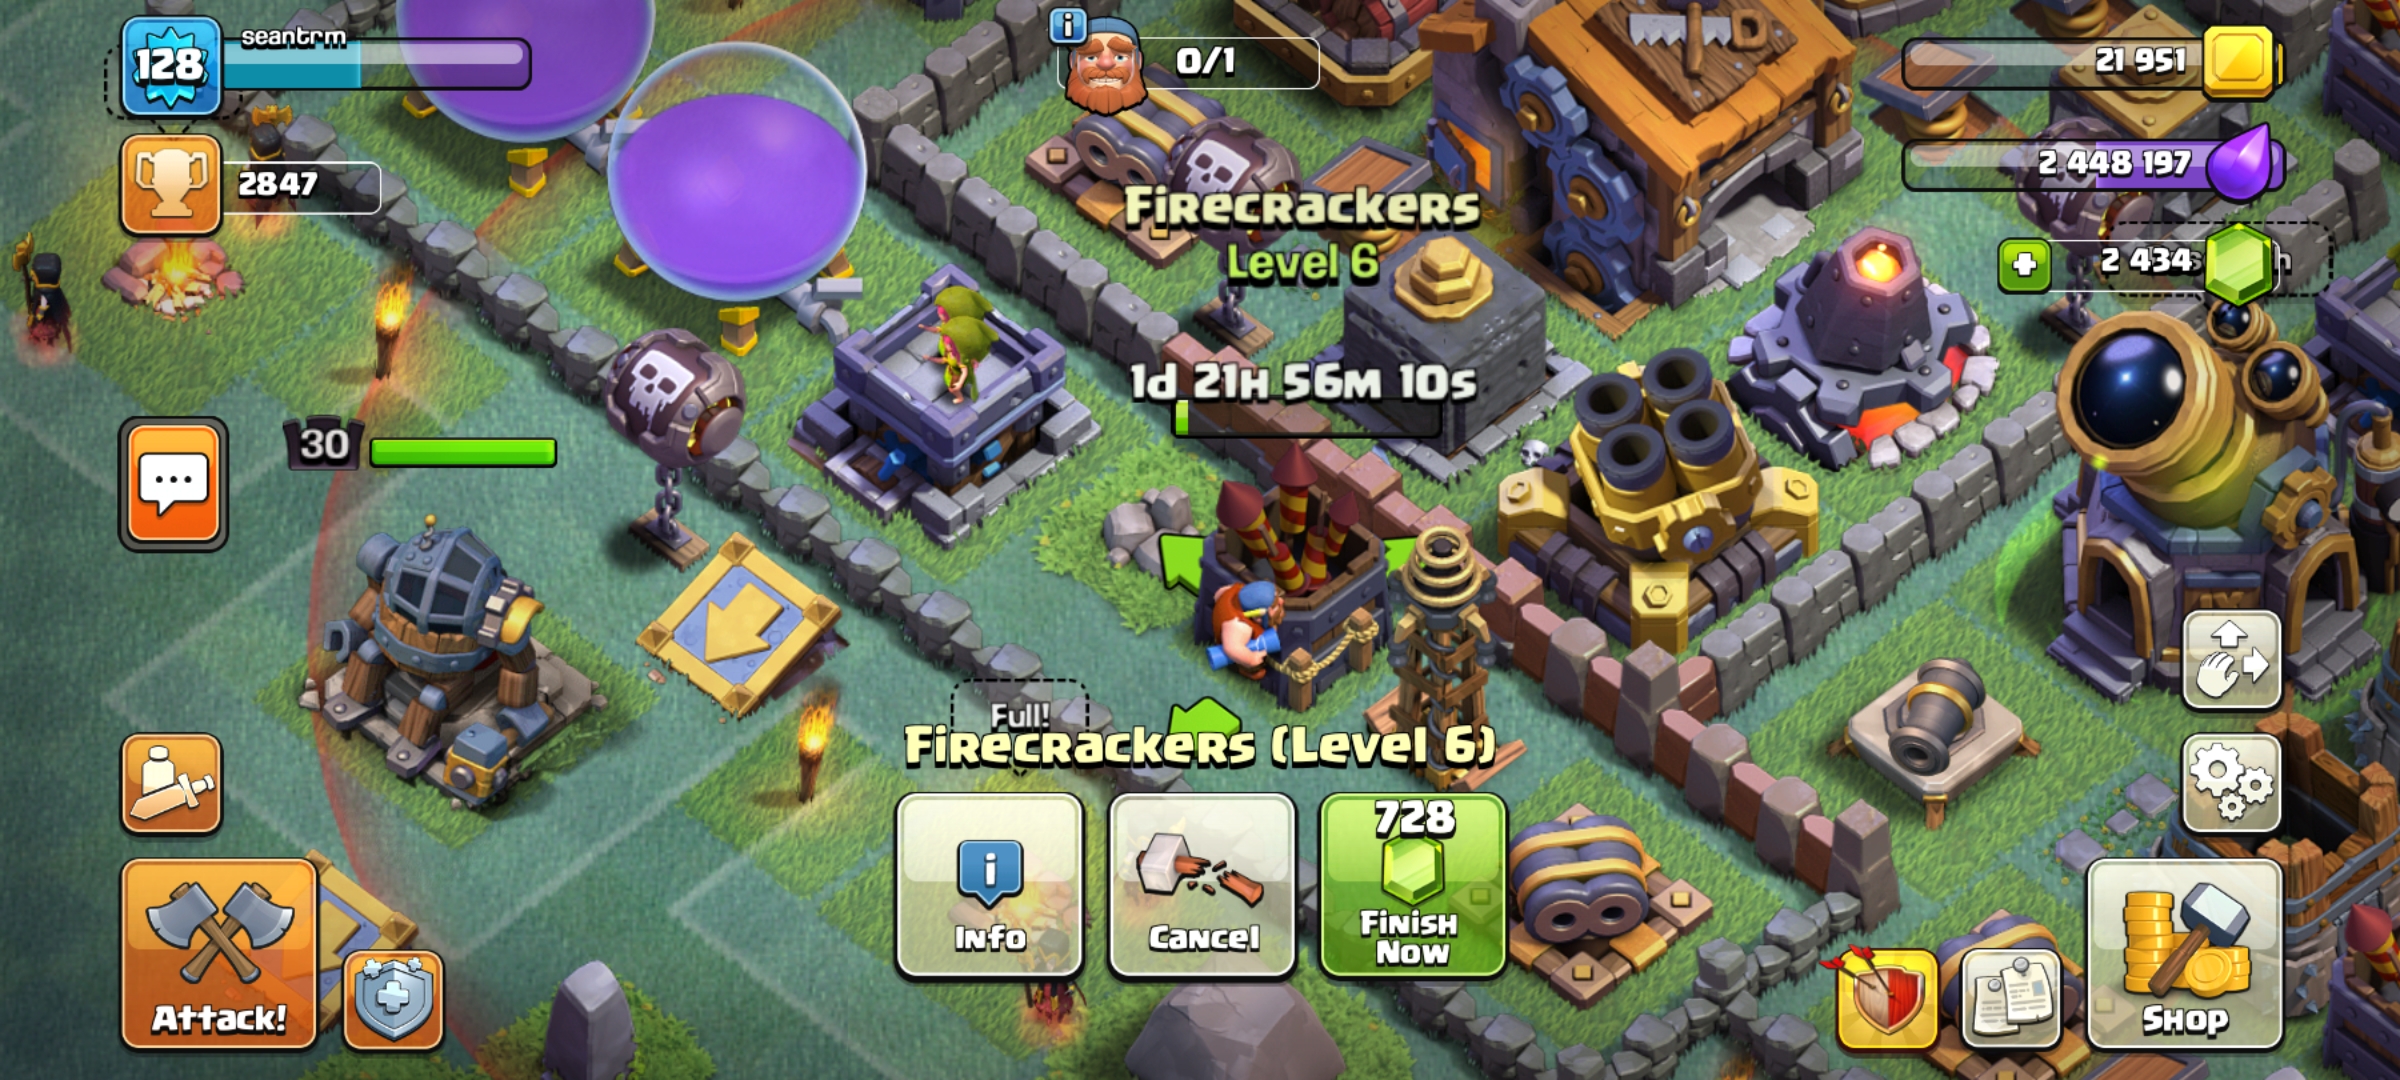 128
seantrm
0/1
21 951
2847
2 448 197
Firecrackers
Level 6
2 434
1d 21h 56m 10s
30
Full!
Firecrackers (Level 6)
728
Info
Cancel
Finish
Now
Attack!
Shop